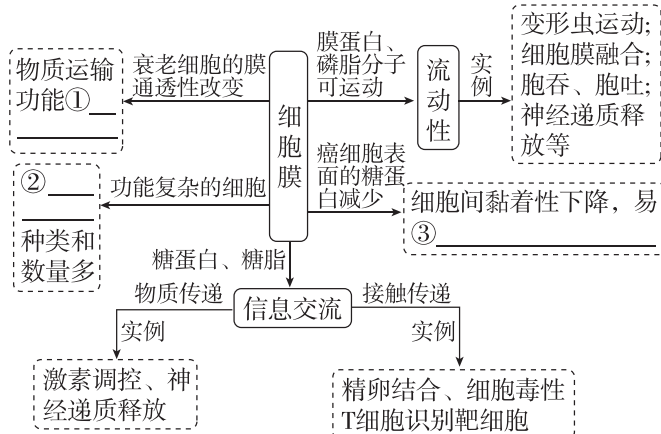 物质运输
功能①
衰老细胞的膜
通透性改变
细胞膜
膜蛋白、
磷脂分子
可运动
流动性
实例
变形虫运动;
细胞膜融合;
胞吞、胞吐;
神经递质释
放等
②
种类和
数量多
功能复杂的细胞
癌细胞表
面的糖蛋
白减少
细胞间黏着性下降，易
③
糖蛋白、糖脂
信息交流
物质传递
实例
激素调控、神
经递质释放
接触传递
实例
精卵结合、细胞毒性
T细胞识别靶细胞